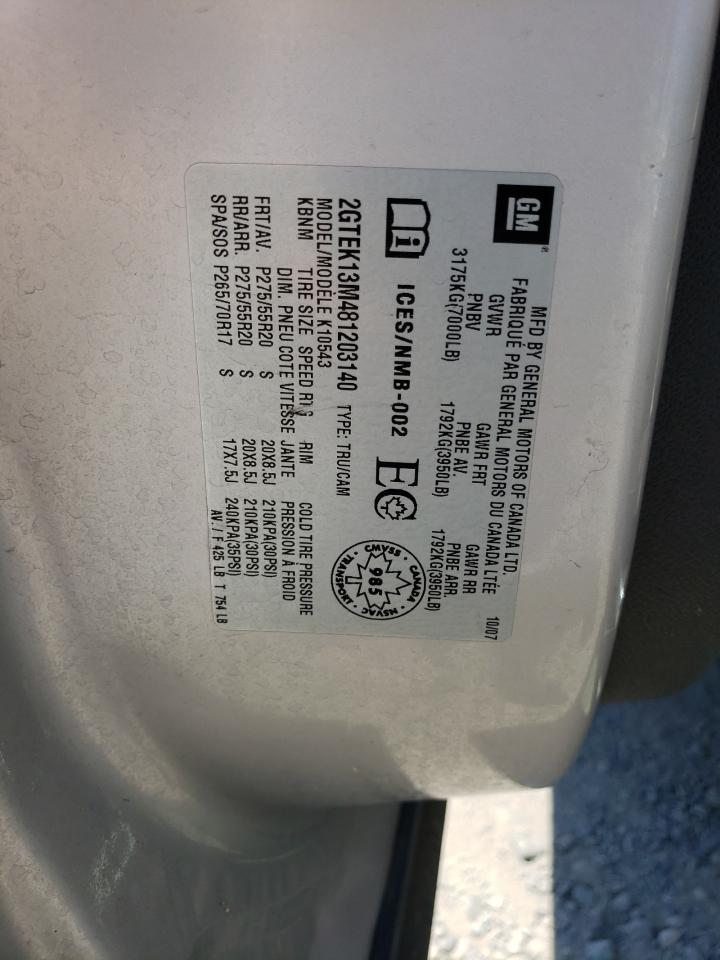 GM
MFD BY GENERAL MOTORS OF CANADA LTD.
FABRIQUÉ PAR GENERAL MOTORS DU CANADA LTÉE 10/07
GVWR GAWR FRT GAWR RR
PNBV PNBE AV. PNBE ARR.
3175KG(7000LB) 1792KG(3950LB) 1792KG(3950LB)
i ICES/NMB-002 EC CMVSS · CANADA 985 NSVAC · TRANSPORT ·
2GTEK13M481203140 TYPE: TRU/CAM
MODEL/MODÈLE K10543
KBNM TIRE SIZE SPEED RTG RIM COLD TIRE PRESSURE
DIM. PNEU COTE VITESSE JANTE PRESSION À FROID
FRT/AV. P275/55R20 S 20X8.5J 210KPA(30PSI)
RR/ARR. P275/55R20 S 20X8.5J 210KPA(30PSI)
SPA/SOS P265/70R17 S 17X7.5J 240KPA(35PSI)
AV. / F 425 LB T 754 LB